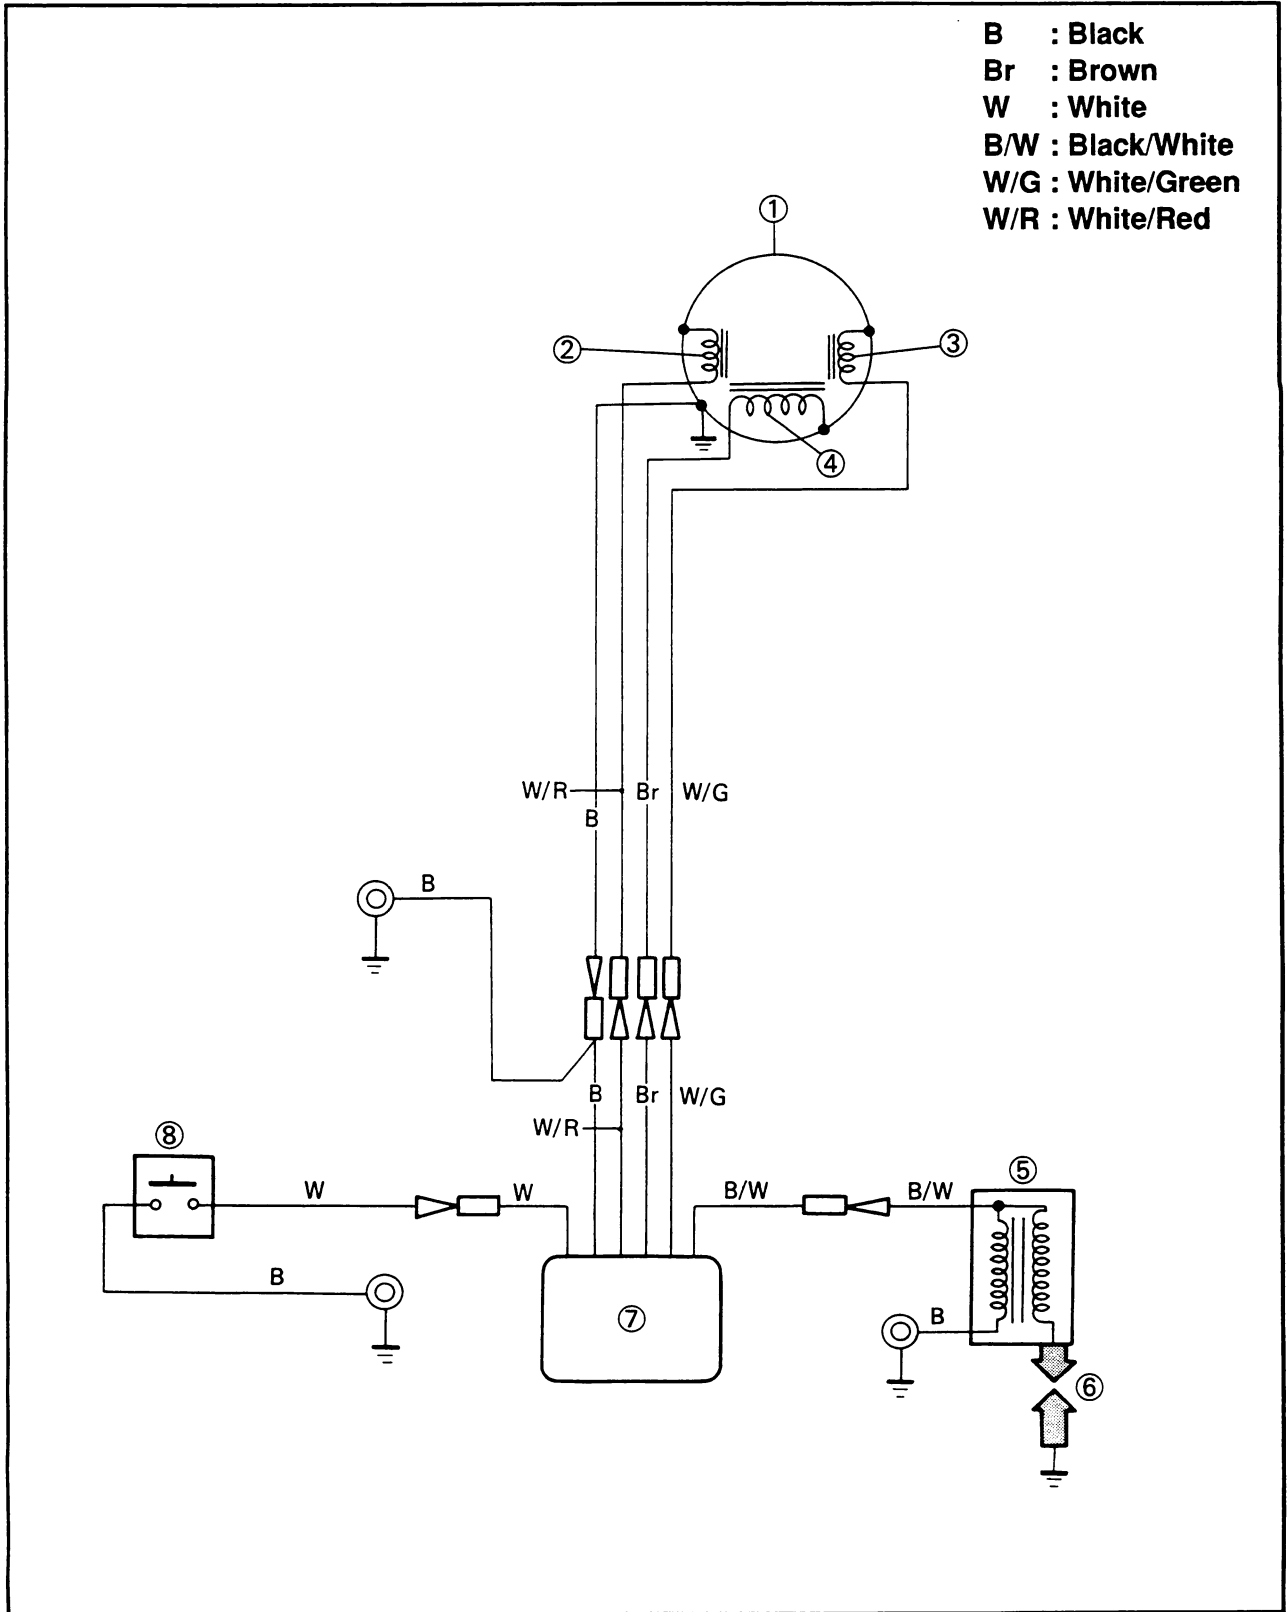 B : Black
Br : Brown
W : White
B/W : Black/White
W/G : White/Green
W/R : White/Red
①
②
③
④
W/R
Br
W/G
B
B
B
Br
W/G
W/R
⑧
W
W
B/W
B/W
⑤
B
⑦
B
⑥